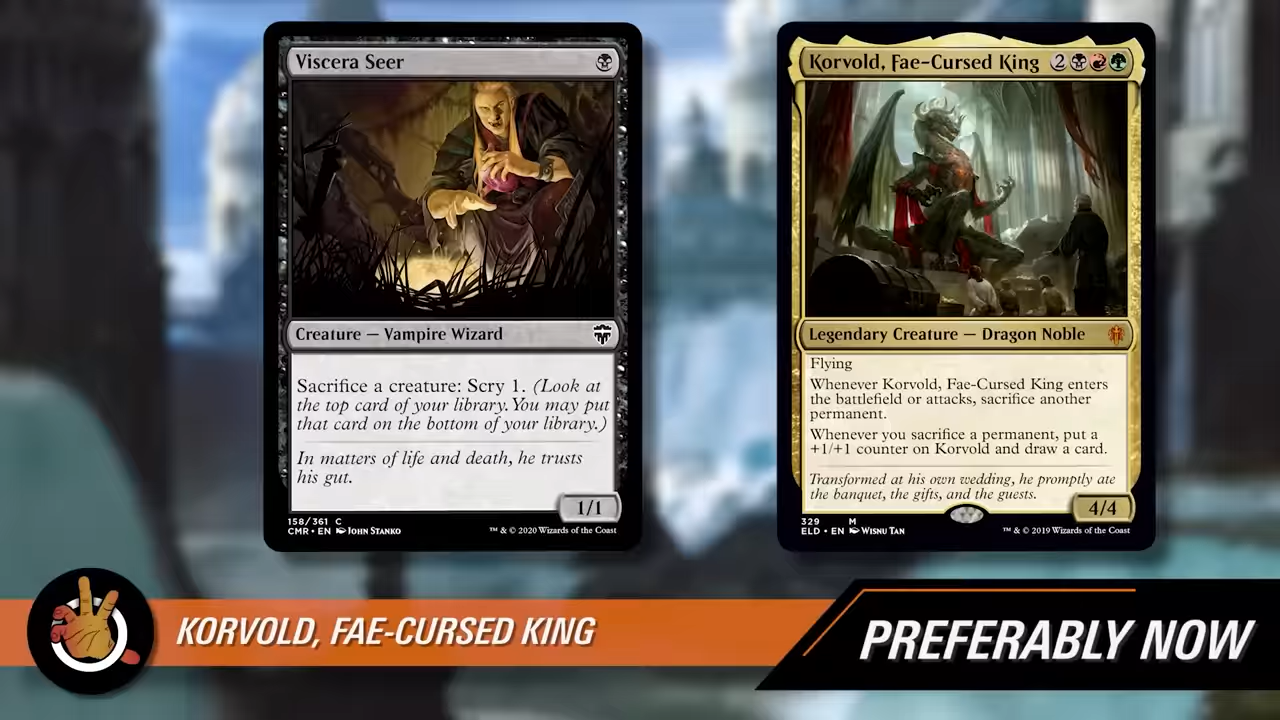 Viscera Seer
Creature — Vampire Wizard
Sacrifice a creature: Scry 1. (Look at
the top card of your library. You may put
that card on the bottom of your library.)
In matters of life and death, he trusts
his gut.
1/1
158/361 C
CMR • EN JOHN STANKO
™ & © 2020 Wizards of the Coast
Korvold, Fae-Cursed King 2
Legendary Creature — Dragon Noble
Flying
Whenever Korvold, Fae-Cursed King enters
the battlefield or attacks, sacrifice another
permanent.
Whenever you sacrifice a permanent, put a
+1/+1 counter on Korvold and draw a card.
Transformed at his own wedding, he promptly ate
the banquet, the gifts, and the guests.
4/4
329 M
ELD • EN WISNU TAN
™ & © 2019 Wizards of the Coast
KORVOLD, FAE-CURSED KING
PREFERABLY NOW